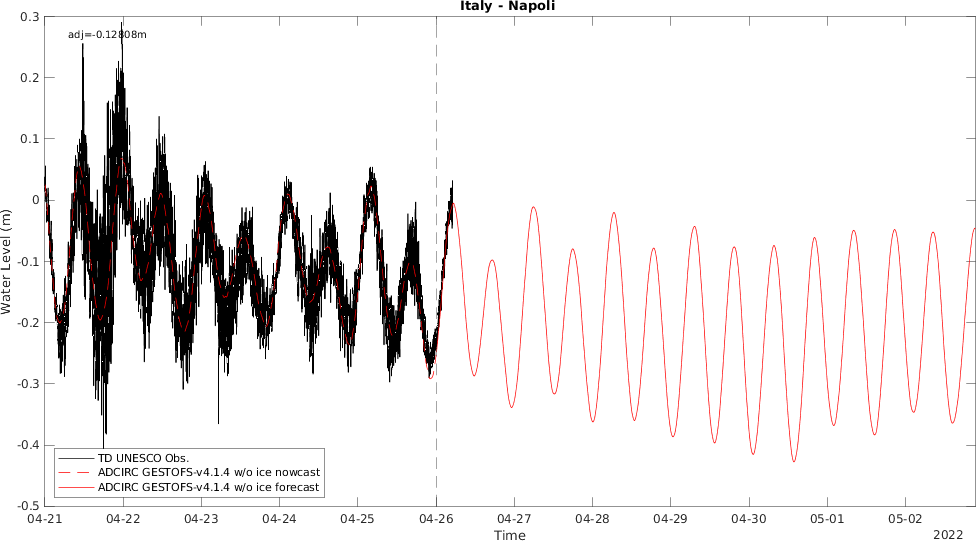 Italy - Napoli
adj=-0.12808m
0.3
0.2
0.1
0
-0.1
-0.2
-0.3
-0.4
-0.5
Water Level (m)
TD UNESCO Obs.
ADCIRC GESTOFS-v4.1.4 w/o ice nowcast
ADCIRC GESTOFS-v4.1.4 w/o ice forecast
04-21 04-22 04-23 04-24 04-25 04-26 04-27 04-28 04-29 04-30 05-01 05-02
Time
2022